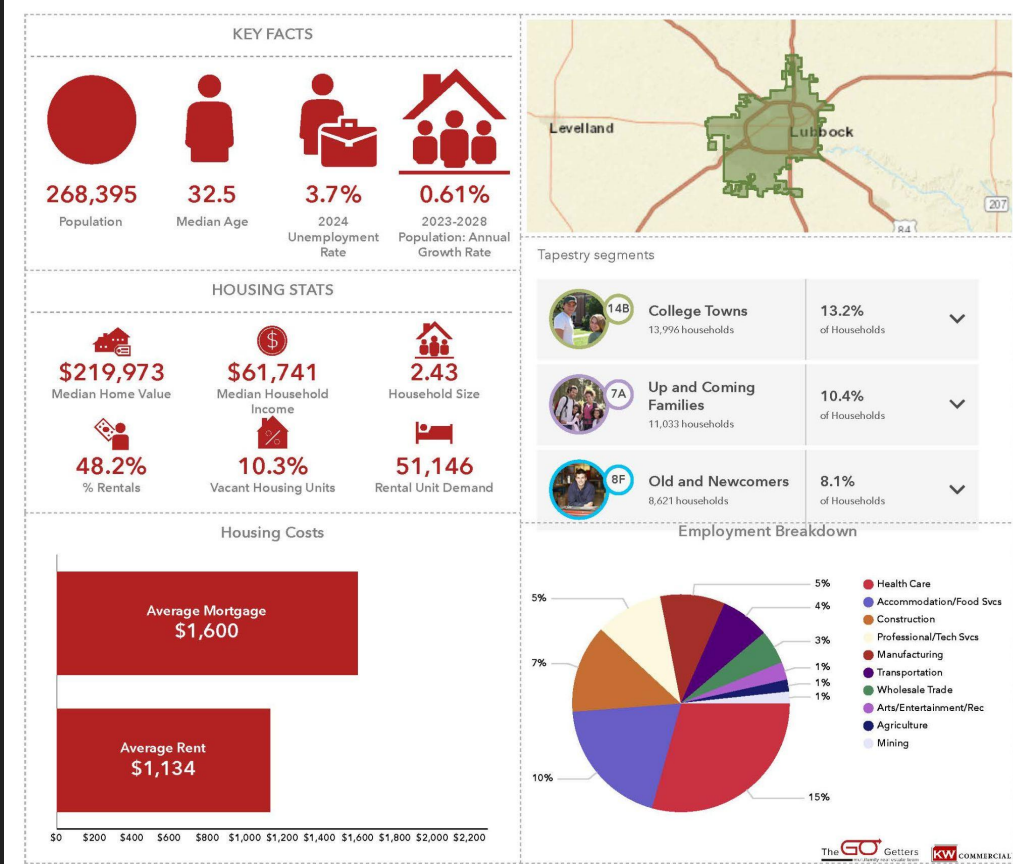 KEY FACTS
268,395
Population
32.5
Median Age
3.7%
2024
Unemployment
Rate
0.61%
2023-2028
Population: Annual
Growth Rate
Levelland
Lubbock
207
84
HOUSING STATS
$
$219,973
Median Home Value
$61,741
Median Household
Income
2.43
Household Size
%
48.2%
% Rentals
10.3%
Vacant Housing Units
51,146
Rental Unit Demand
Tapestry segments
14B
College Towns
13,996 households
13.2%
of Households
7A
Up and Coming
Families
11,033 households
10.4%
of Households
8F
Old and Newcomers
8,621 households
8.1%
of Households
Housing Costs
Average Mortgage
$1,600
Average Rent
$1,134
$0 $200 $400 $600 $800 $1,000 $1,200 $1,400 $1,600 $1,800 $2,000 $2,200
Employment Breakdown
5%
4%
3%
1%
1%
1%
15%
10%
7%
5%
Health Care
Accommodation/Food Svcs
Construction
Professional/Tech Svcs
Manufacturing
Transportation
Wholesale Trade
Arts/Entertainment/Rec
Agriculture
Mining
The GO Getters
multifamily real estate team
KW COMMERCIAL